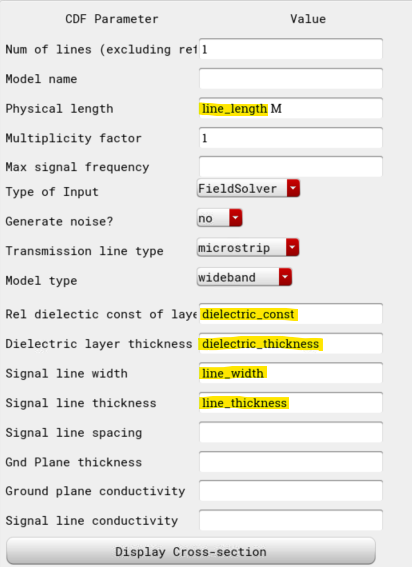 CDF Parameter Value
Num of lines (excluding ref 1
Model name
Physical length line_length M
Multiplicity factor 1
Max signal frequency
Type of Input FieldSolver
Generate noise? no
Transmission line type microstrip
Model type wideband
Rel dielectic const of laye dielectric_const
Dielectric layer thickness dielectric_thickness
Signal line width line_width
Signal line thickness line_thickness
Signal line spacing
Gnd Plane thickness
Ground plane conductivity
Signal line conductivity
Display Cross-section